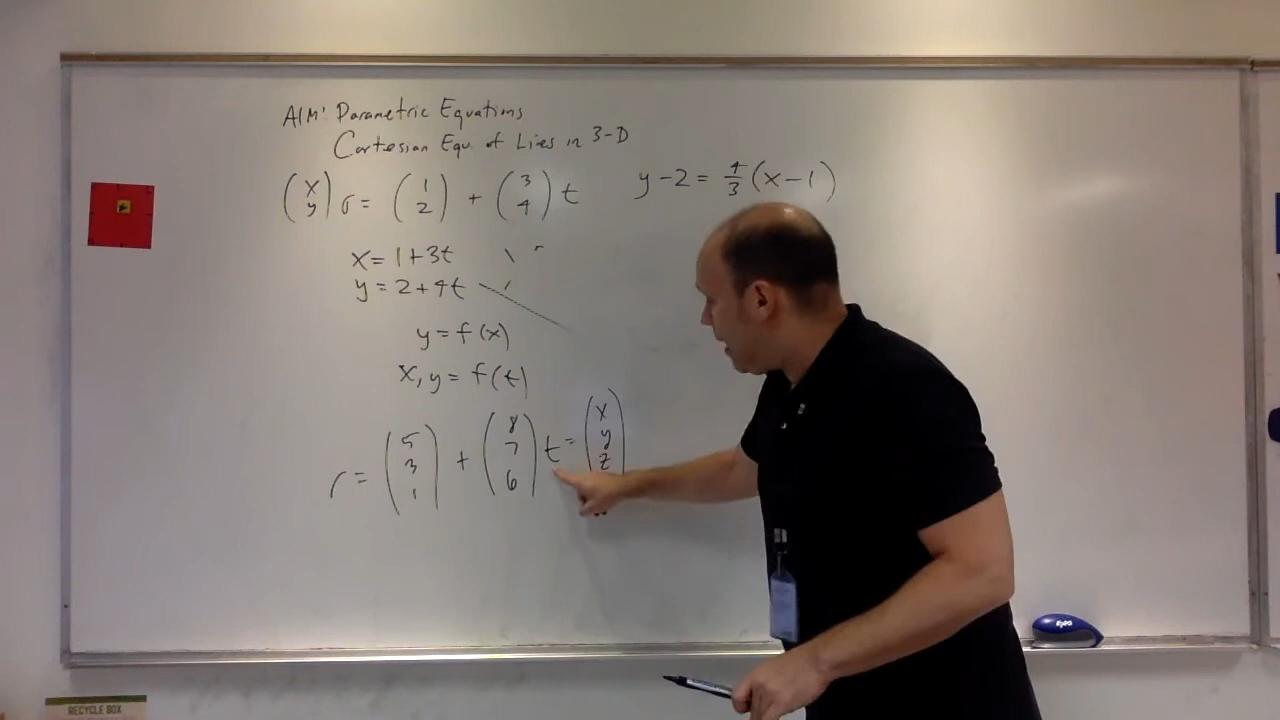 AIM: Parametric Equations
Cartesian Equ. of Lines in 3-D
(x y) r = (1 2) + (3 4) t
y - 2 = 4/3 (x - 1)
x = 1 + 3t
y = 2 + 4t
y = f(x)
x, y = f(t)
r = (5 3 1) + (8 7 6) t = (x y z)
EXPO
RECYCLE BOX